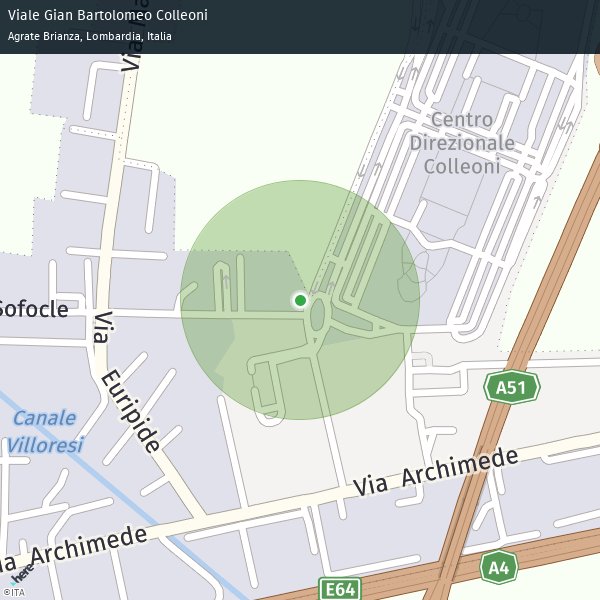 Viale Gian Bartolomeo Colleoni
Agrate Brianza, Lombardia, Italia
Via
Centro
Direzionale
Colleoni
Sofocle
Via
Euripide
Canale
Villoresi
A51
Via Archimede
Via Archimede
A4
E64
here
©ITA